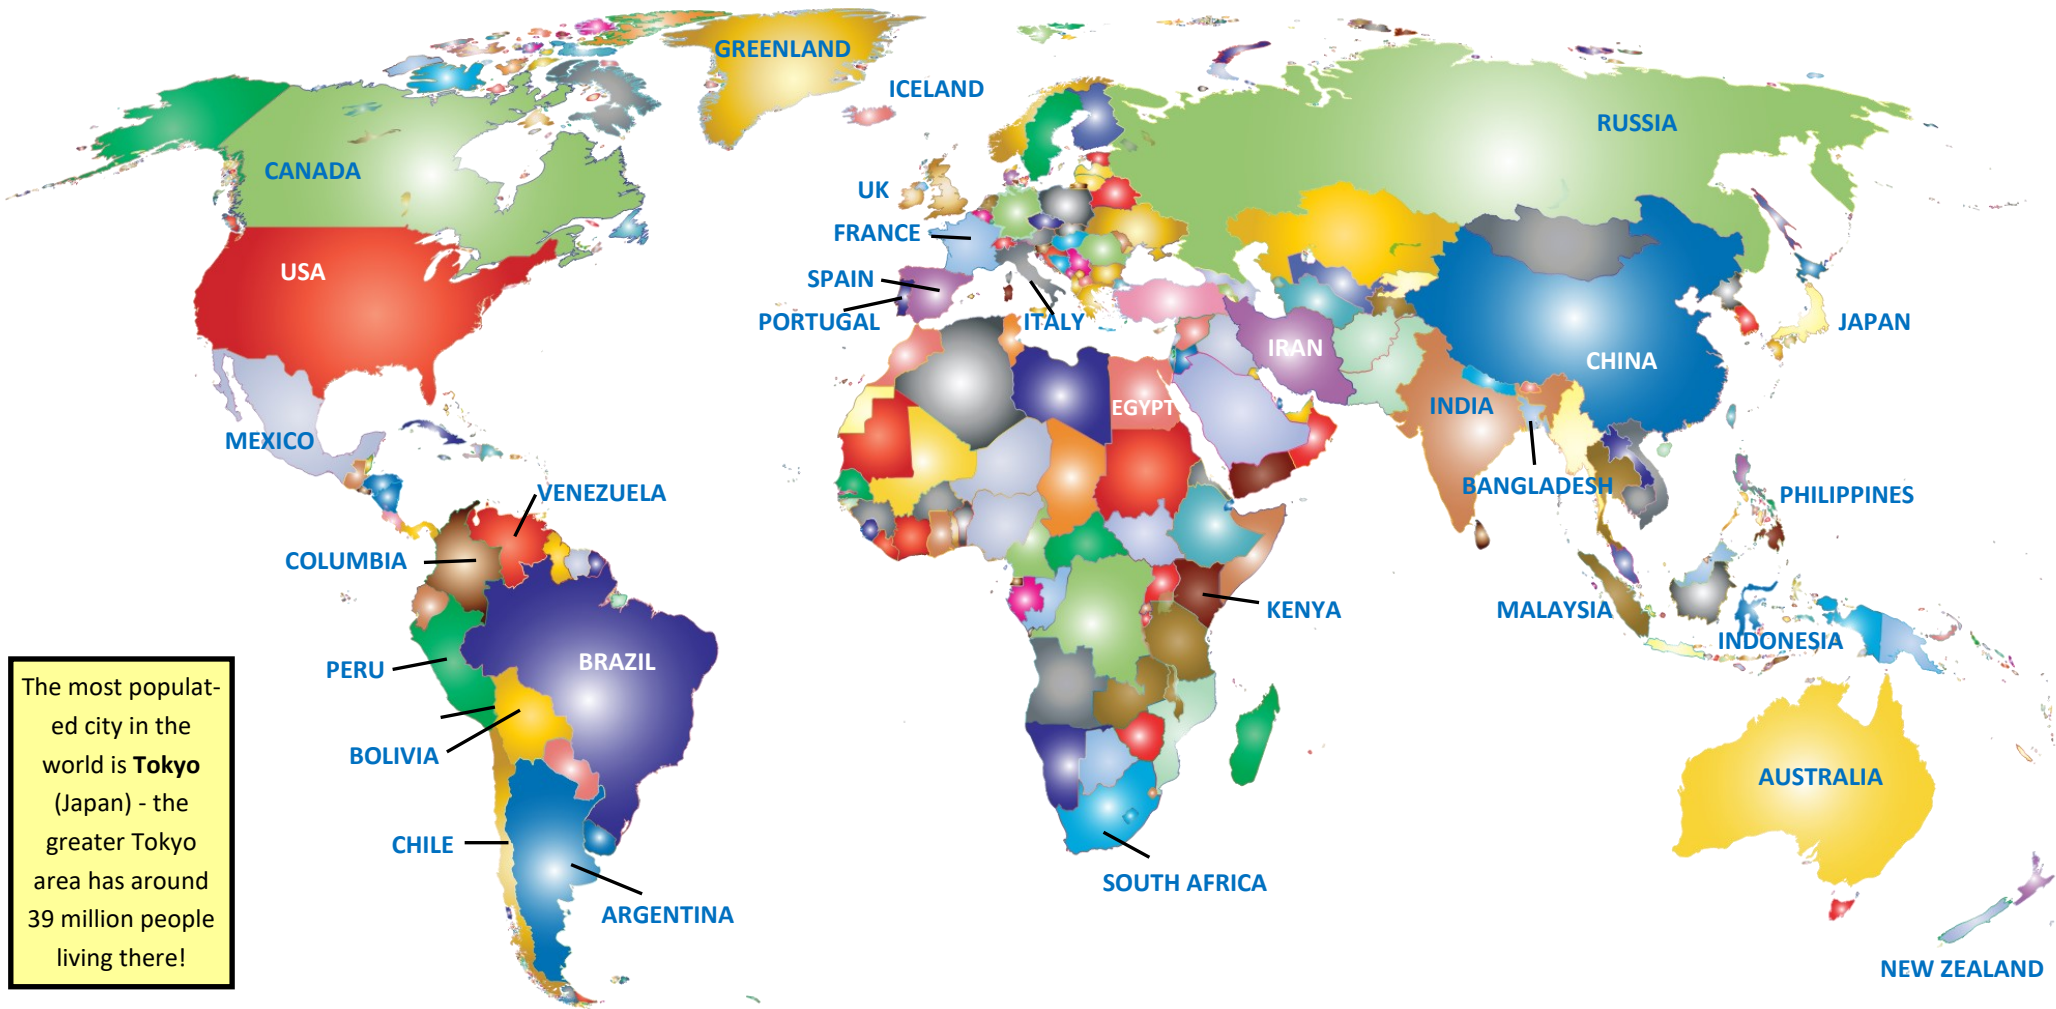 GREENLAND
ICELAND
RUSSIA
CANADA
UK
FRANCE
USA
SPAIN
PORTUGAL
ITALY
IRAN
JAPAN
CHINA
EGYPT
INDIA
MEXICO
BANGLADESH
VENEZUELA
PHILIPPINES
COLUMBIA
KENYA
MALAYSIA
INDONESIA
PERU
BRAZIL
The most populat-
ed city in the
world is Tokyo
(Japan) - the
greater Tokyo
area has around
39 million people
living there!
BOLIVIA
AUSTRALIA
CHILE
SOUTH AFRICA
ARGENTINA
NEW ZEALAND